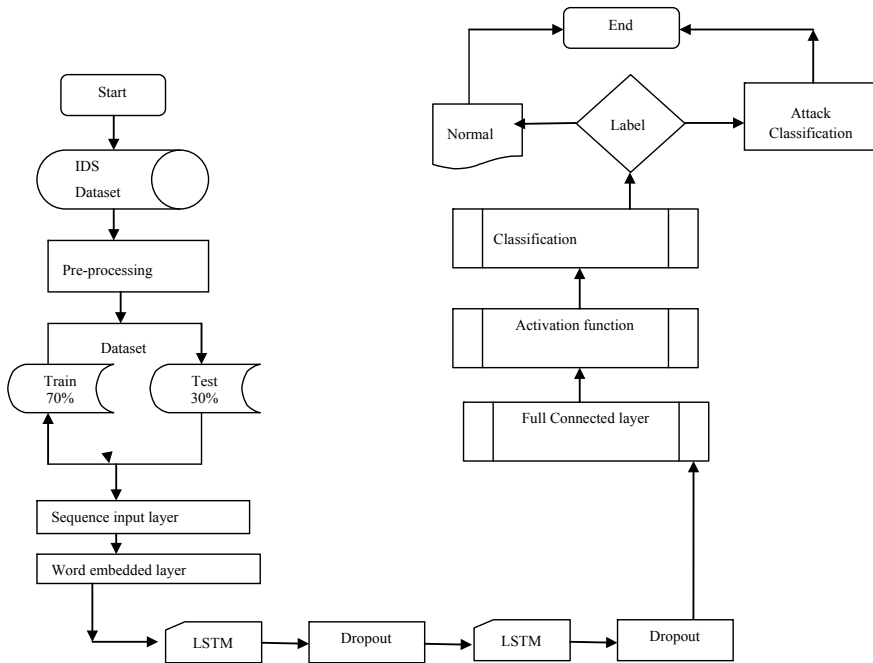 Start
IDS
Dataset
Pre-processing
Dataset
Train
70%
Test
30%
Sequence input layer
Word embedded layer
LSTM
Dropout
LSTM
Dropout
Full Connected layer
Activation function
Classification
Label
Normal
Attack
Classification
End